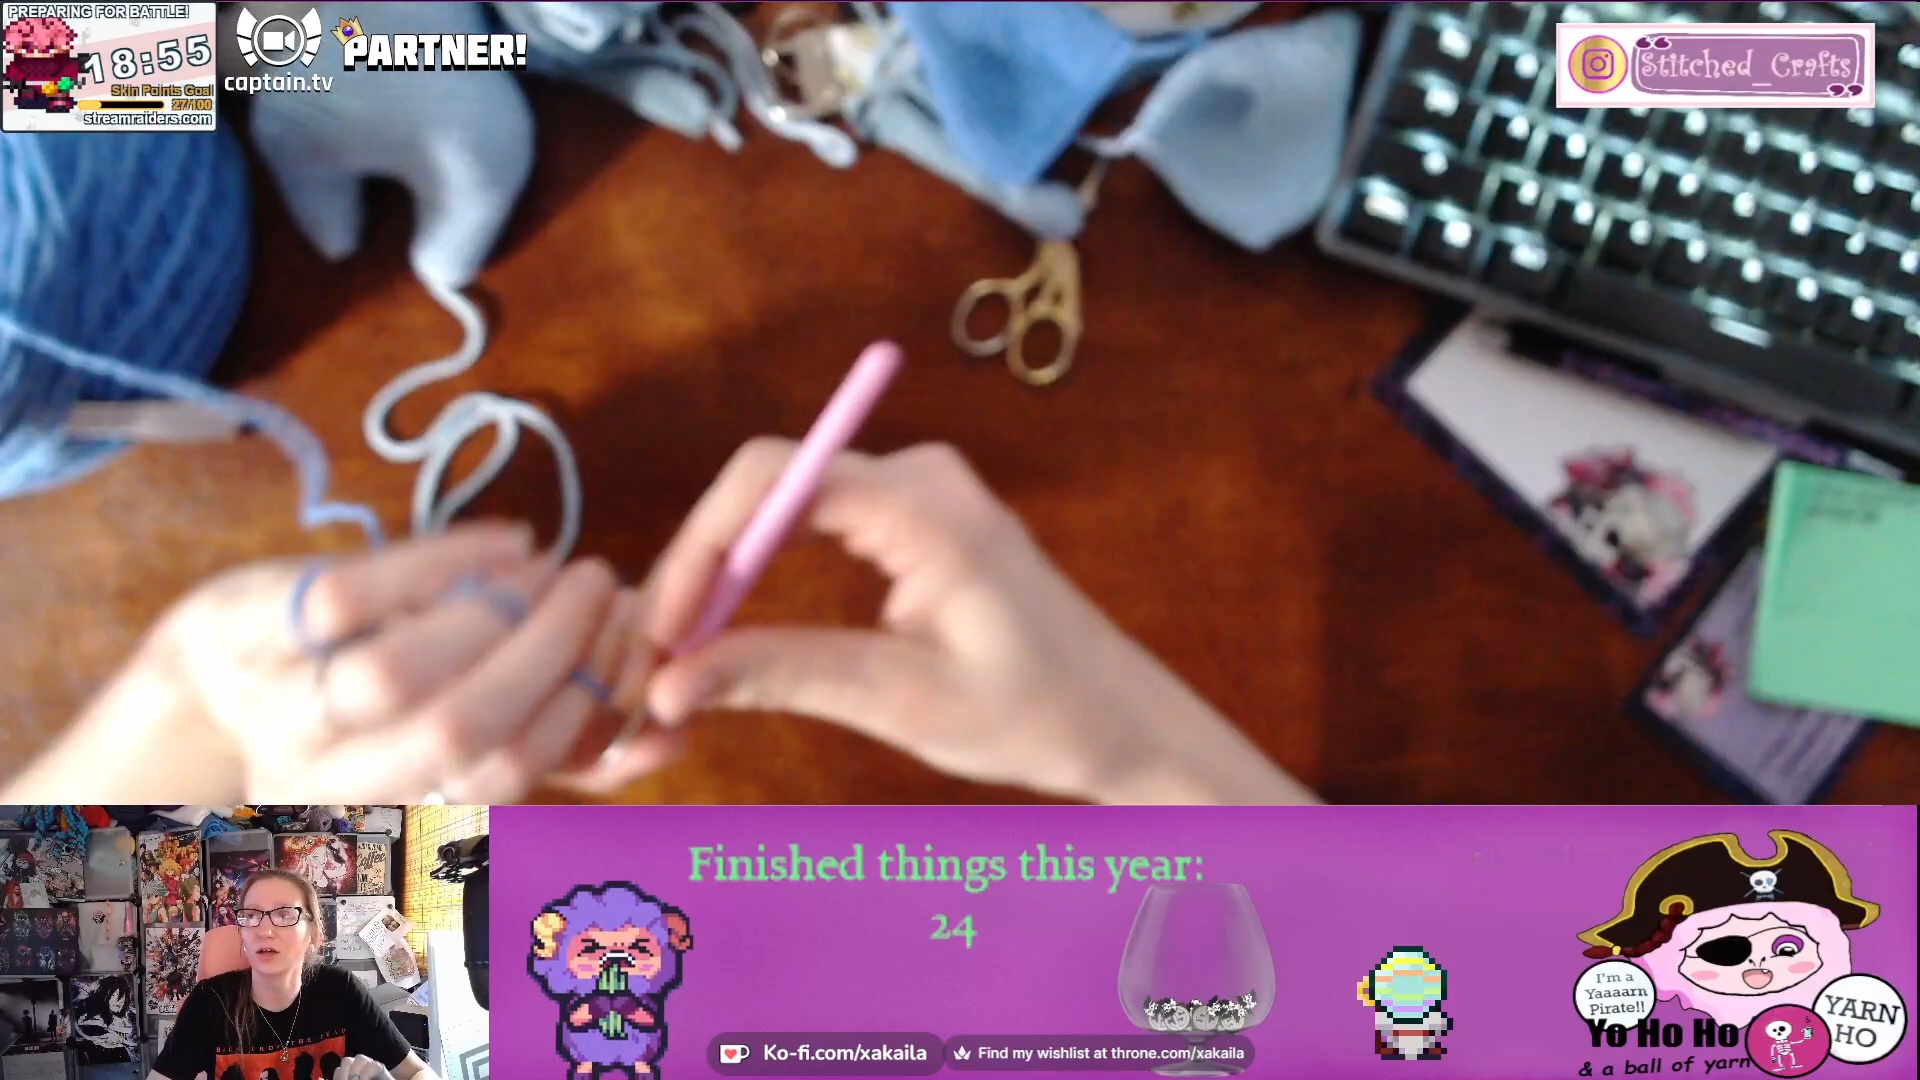 PREPARING FOR BATTLE!
18:55
Skin Points Goal
27/100
streamraiders.com
captain.tv
PARTNER!
Stitched_Crafts
Coffee
Finished things this year:
24
Ko-fi.com/xakaila
Find my wishlist at throne.com/xakaila
I'm a
Yaaaarn
Pirate!!
YARN
HO
Yo Ho Ho
& a ball of yarn